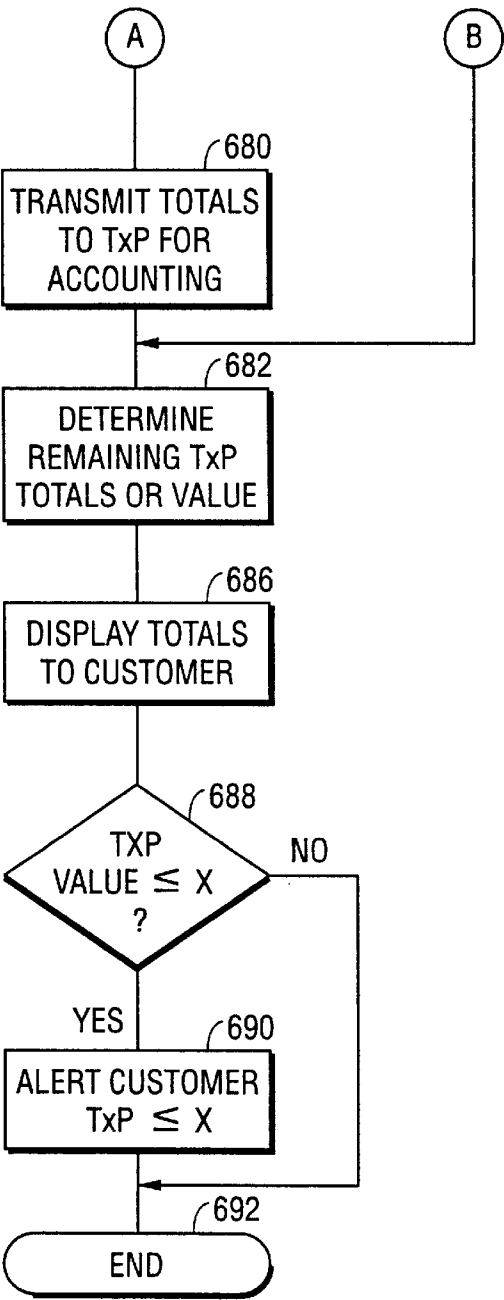 A
B
680
TRANSMIT TOTALS
TO TxP FOR
ACCOUNTING
682
DETERMINE
REMAINING TxP
TOTALS OR VALUE
686
DISPLAY TOTALS
TO CUSTOMER
688
TXP
VALUE ≤ X
?
NO
YES
690
ALERT CUSTOMER
TxP ≤ X
692
END